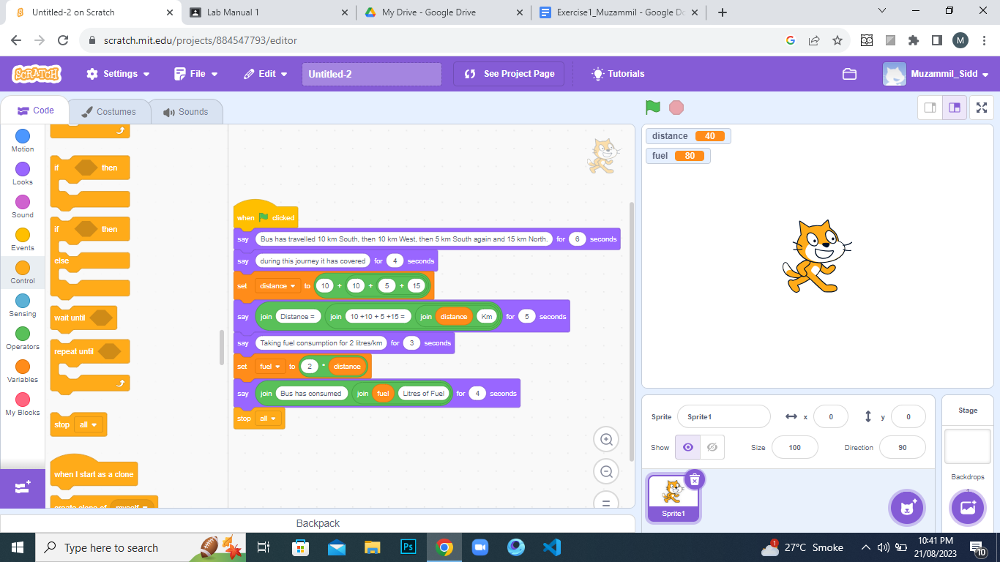 Untitled-2 on Scratch
Lab Manual 1
My Drive - Google Drive
Exercise1_Muzammil - Google Do
scratch.mit.edu/projects/884547793/editor
M
SCRATCH
Settings
File
Edit
Untitled-2
See Project Page
Tutorials
Muzammil_Sidd
Code
Costumes
Sounds
Motion
Looks
Sound
Events
Control
Sensing
Operators
Variables
My Blocks
if then
if then
else
wait until
repeat until
stop all
when I start as a clone
create clone of myself
when clicked
say Bus has travelled 10 km South, then 10 km West, then 5 km South again and 15 km North. for 6 seconds
say during this journey it has covered for 4 seconds
set distance to 10 + 10 + 5 + 15
say join Distance = join 10 +10 + 5 +15 = join distance Km for 5 seconds
say Taking fuel consumption for 2 litres/km for 3 seconds
set fuel to 2 * distance
say join Bus has consumed join fuel Litres of Fuel for 4 seconds
stop all
Backpack
distance 40
fuel 80
Sprite Sprite1 x 0 y 0
Show Size 100 Direction 90
Sprite1
Stage
Backdrops
1
Type here to search
Ps
1
27°C Smoke
10:41 PM
21/08/2023
10